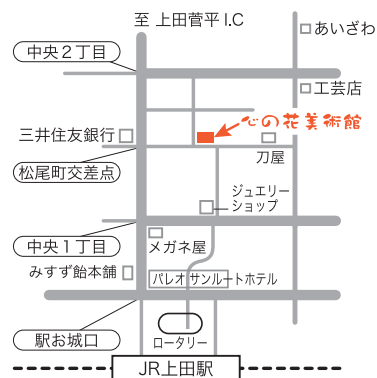 至 上田菅平 I.C
あいざわ
中央2丁目
工芸店
心の花美術館
三井住友銀行
刀屋
松尾町交差点
ジュエリー
ショップ
中央1丁目
メガネ屋
みすず飴本舗
パレオ サンルートホテル
駅お城口
ロータリー
JR上田駅